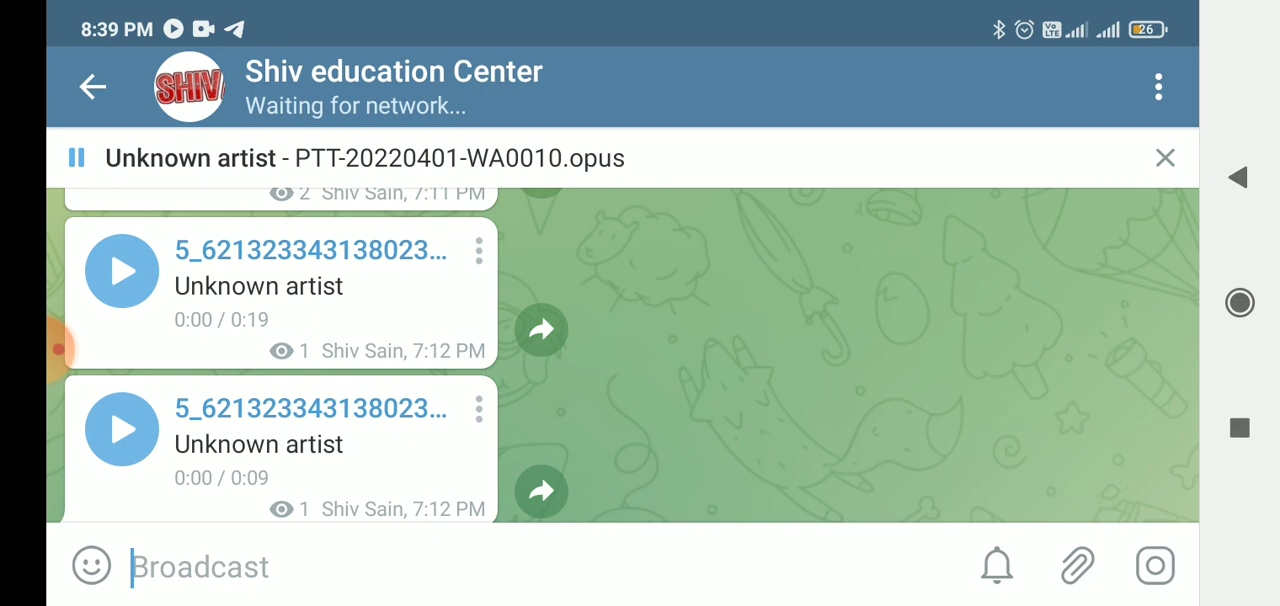 8:39 PM
Vo LTE
26
SHIV
Shiv education Center
Waiting for network...
Unknown artist - PTT-20220401-WA0010.opus
2 Shiv Sain, 7:11 PM
5_621323343138023...
Unknown artist
0:00 / 0:19
1 Shiv Sain, 7:12 PM
5_621323343138023...
Unknown artist
0:00 / 0:09
1 Shiv Sain, 7:12 PM
Broadcast